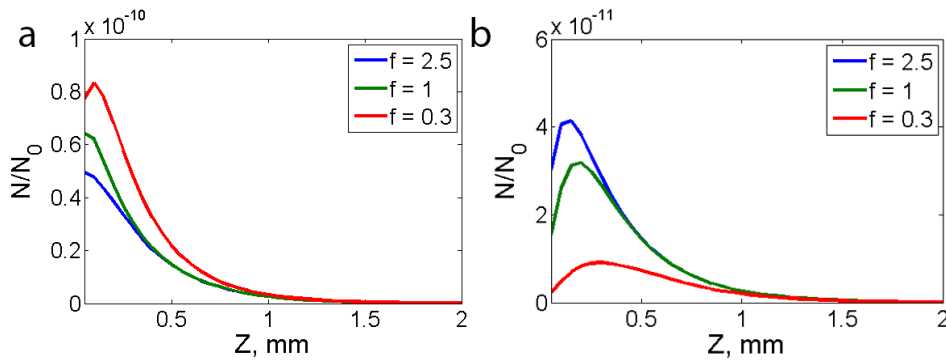 a
× 10⁻¹⁰
1
0.8
0.6
0.4
0.2
0
N/N₀
0.5
1
1.5
2
Z, mm
f = 2.5
f = 1
f = 0.3
b
× 10⁻¹¹
6
4
2
0
N/N₀
0.5
1
1.5
2
Z, mm
f = 2.5
f = 1
f = 0.3